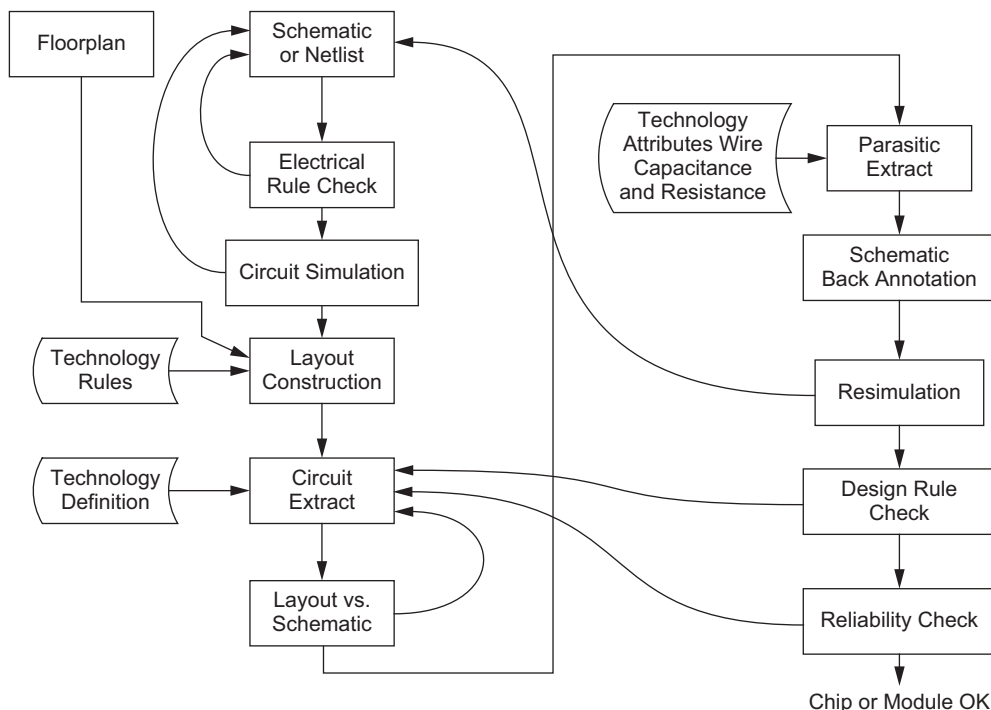 Floorplan
Schematic
or Netlist
Electrical
Rule Check
Circuit Simulation
Technology
Rules
Layout
Construction
Technology
Definition
Circuit
Extract
Layout vs.
Schematic
Technology
Attributes Wire
Capacitance
and Resistance
Parasitic
Extract
Schematic
Back Annotation
Resimulation
Design Rule
Check
Reliability Check
Chip or Module OK